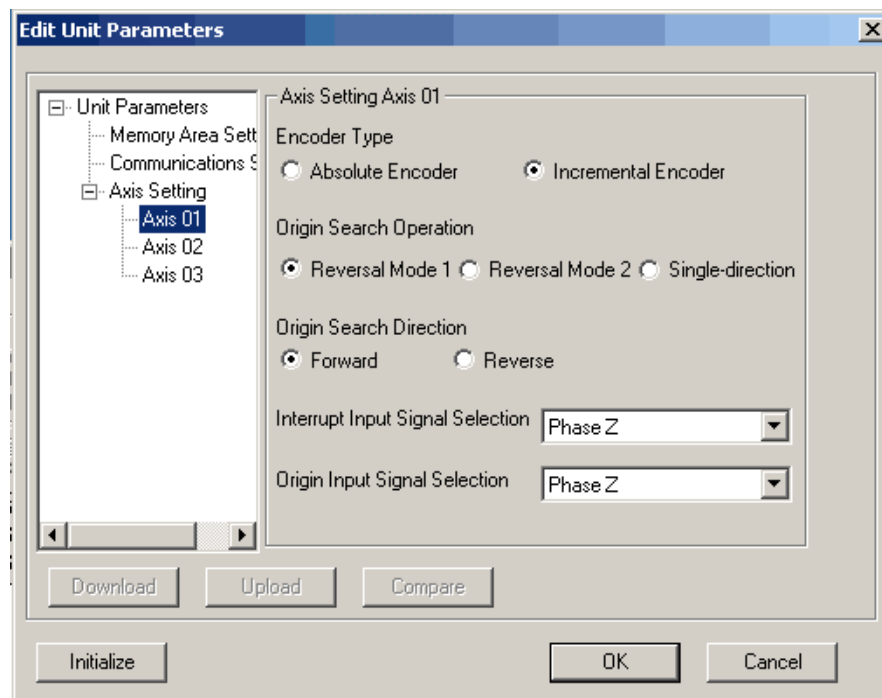 Edit Unit Parameters
Unit Parameters
Memory Area Sett
Communications S
Axis Setting
Axis 01
Axis 02
Axis 03
Axis Setting Axis 01
Encoder Type
Absolute Encoder Incremental Encoder
Origin Search Operation
Reversal Mode 1 Reversal Mode 2 Single-direction
Origin Search Direction
Forward Reverse
Interrupt Input Signal Selection Phase Z
Origin Input Signal Selection Phase Z
Download Upload Compare
Initialize OK Cancel